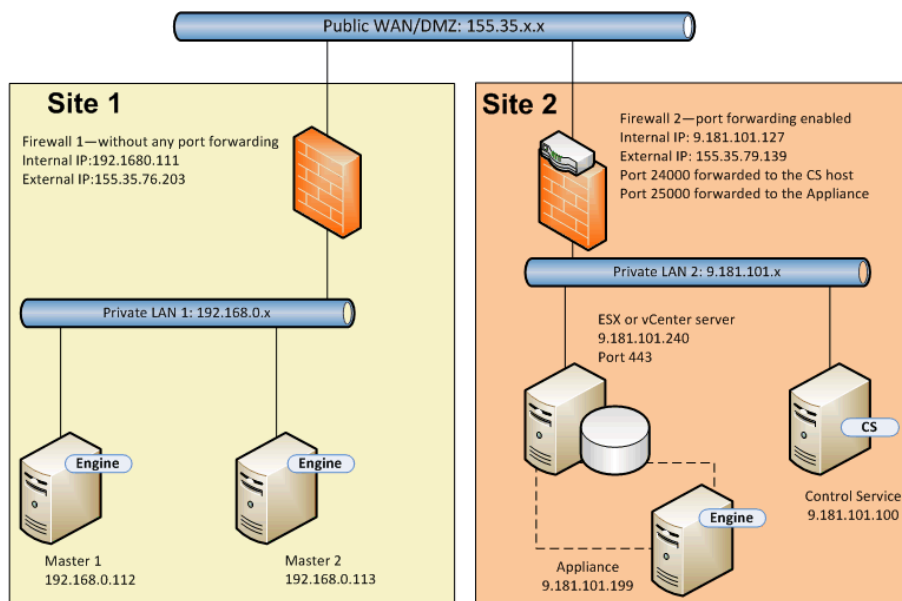 Public WAN/DMZ: 155.35.x.x
Site 1
Firewall 1—without any port forwarding
Internal IP:192.1680.111
External IP:155.35.76.203
Private LAN 1: 192.168.0.x
Engine
Engine
Master 1
192.168.0.112
Master 2
192.168.0.113
Site 2
Firewall 2—port forwarding enabled
Internal IP: 9.181.101.127
External IP: 155.35.79.139
Port 24000 forwarded to the CS host
Port 25000 forwarded to the Appliance
Private LAN 2: 9.181.101.x
ESX or vCenter server
9.181.101.240
Port 443
CS
Control Service
9.181.101.100
Engine
Appliance
9.181.101.199